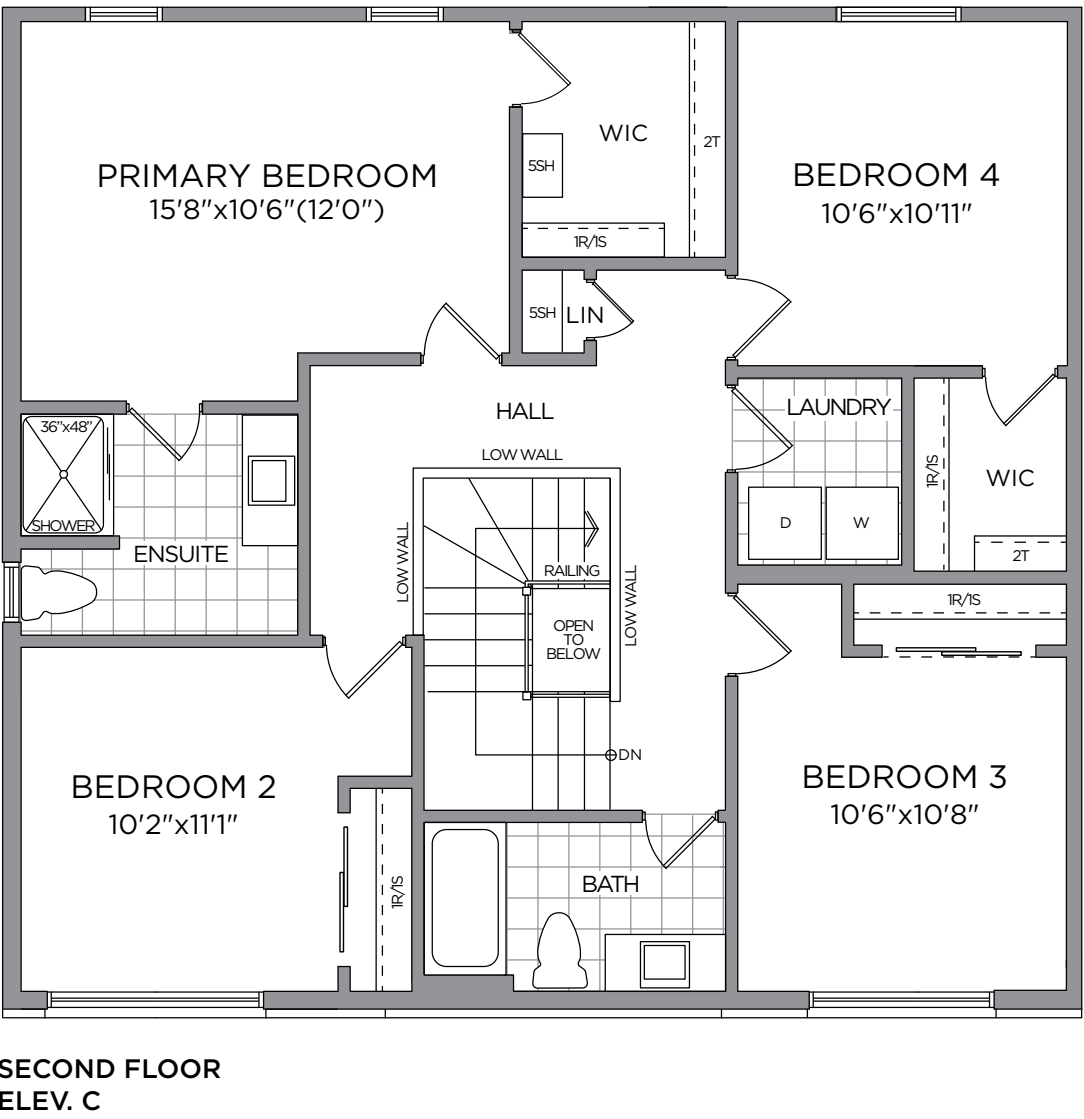 PRIMARY BEDROOM
15'8"x10'6"(12'0")
WIC
5SH
2T
1R/1S
BEDROOM 4
10'6"x10'11"
5SH
LIN
HALL
LOW WALL
LAUNDRY
D
W
1R/1S
WIC
2T
36"x48"
SHOWER
ENSUITE
LOW WALL
RAILING
OPEN
TO
BELOW
LOW WALL
DN
1R/1S
BEDROOM 2
10'2"x11'1"
1R/1S
BATH
BEDROOM 3
10'6"x10'8"
SECOND FLOOR
ELEV. C